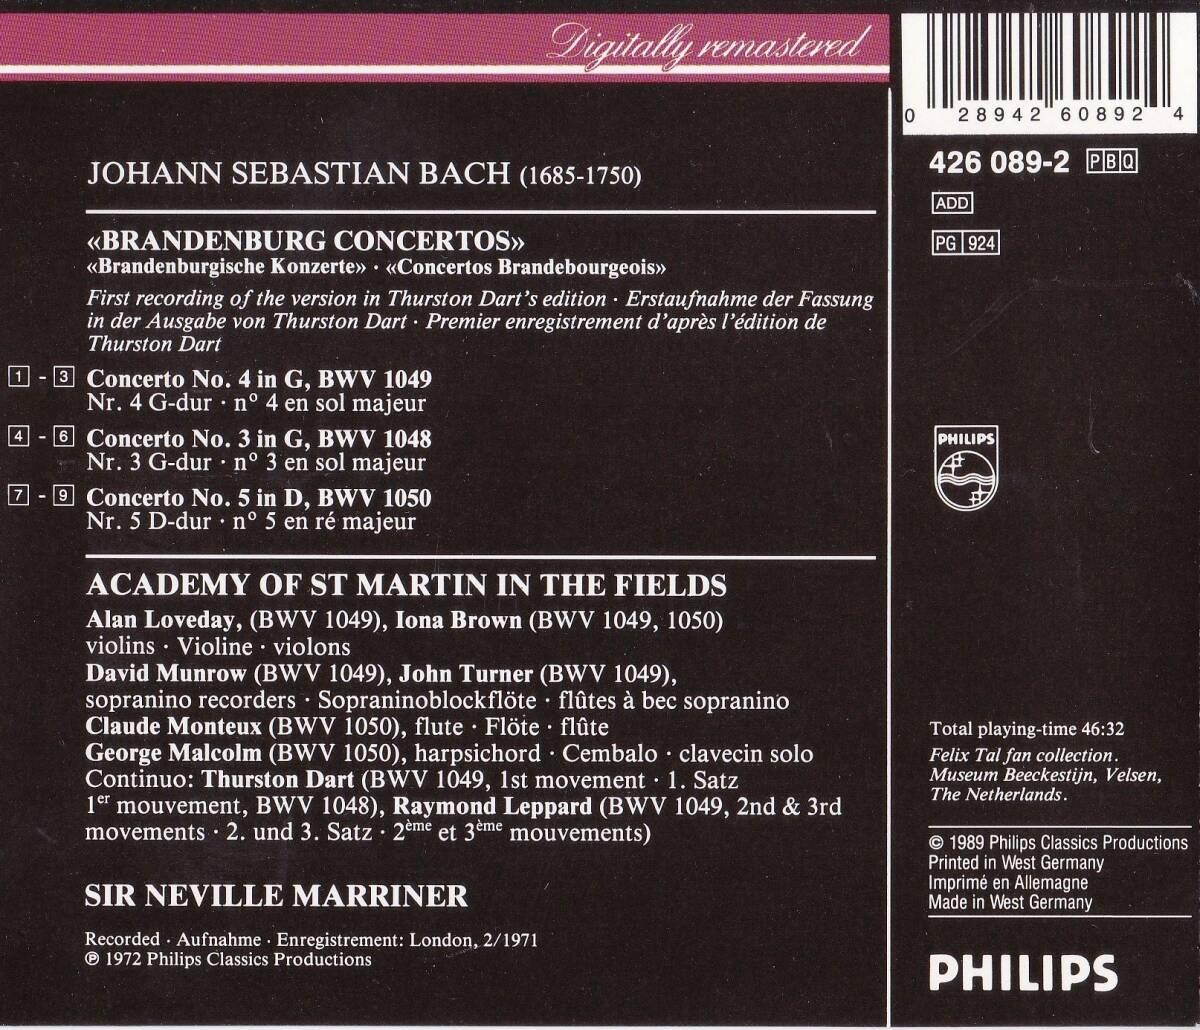 Digitally remastered
0 28942 60892 4
426 089-2 PBQ
ADD
PG 924
JOHANN SEBASTIAN BACH (1685-1750)
«BRANDENBURG CONCERTOS»
«Brandenburgische Konzerte» · «Concertos Brandebourgeois»
First recording of the version in Thurston Dart's edition · Erstaufnahme der Fassung
in der Ausgabe von Thurston Dart · Premier enregistrement d'après l'édition de
Thurston Dart
1 - 3 Concerto No. 4 in G, BWV 1049
Nr. 4 G-dur · nº 4 en sol majeur
4 - 6 Concerto No. 3 in G, BWV 1048
Nr. 3 G-dur · nº 3 en sol majeur
7 - 9 Concerto No. 5 in D, BWV 1050
Nr. 5 D-dur · nº 5 en ré majeur
ACADEMY OF ST MARTIN IN THE FIELDS
Alan Loveday, (BWV 1049), Iona Brown (BWV 1049, 1050)
violins · Violine · violons
David Munrow (BWV 1049), John Turner (BWV 1049),
sopranino recorders · Sopraninoblockflöte · flûtes à bec sopranino
Claude Monteux (BWV 1050), flute · Flöte · flûte
George Malcolm (BWV 1050), harpsichord · Cembalo · clavecin solo
Continuo: Thurston Dart (BWV 1049, 1st movement · 1. Satz
1er mouvement, BWV 1048), Raymond Leppard (BWV 1049, 2nd & 3rd
movements · 2. und 3. Satz · 2ème et 3ème mouvements)
SIR NEVILLE MARRINER
Recorded · Aufnahme · Enregistrement: London, 2/1971
℗ 1972 Philips Classics Productions
PHILIPS
Total playing-time 46:32
Felix Tal fan collection.
Museum Beeckestijn, Velsen,
The Netherlands.
© 1989 Philips Classics Productions
Printed in West Germany
Imprimé en Allemagne
Made in West Germany
PHILIPS